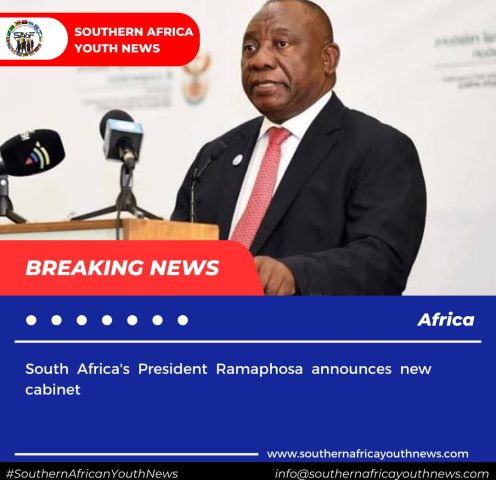 SOUTHERN AFRICA
YOUTH NEWS
BREAKING NEWS
Africa
South Africa's President Ramaphosa announces new
cabinet
www.southernafricayouthnews.com
#SouthernAfricanYouthNews
info@southernafricayouthnews.com